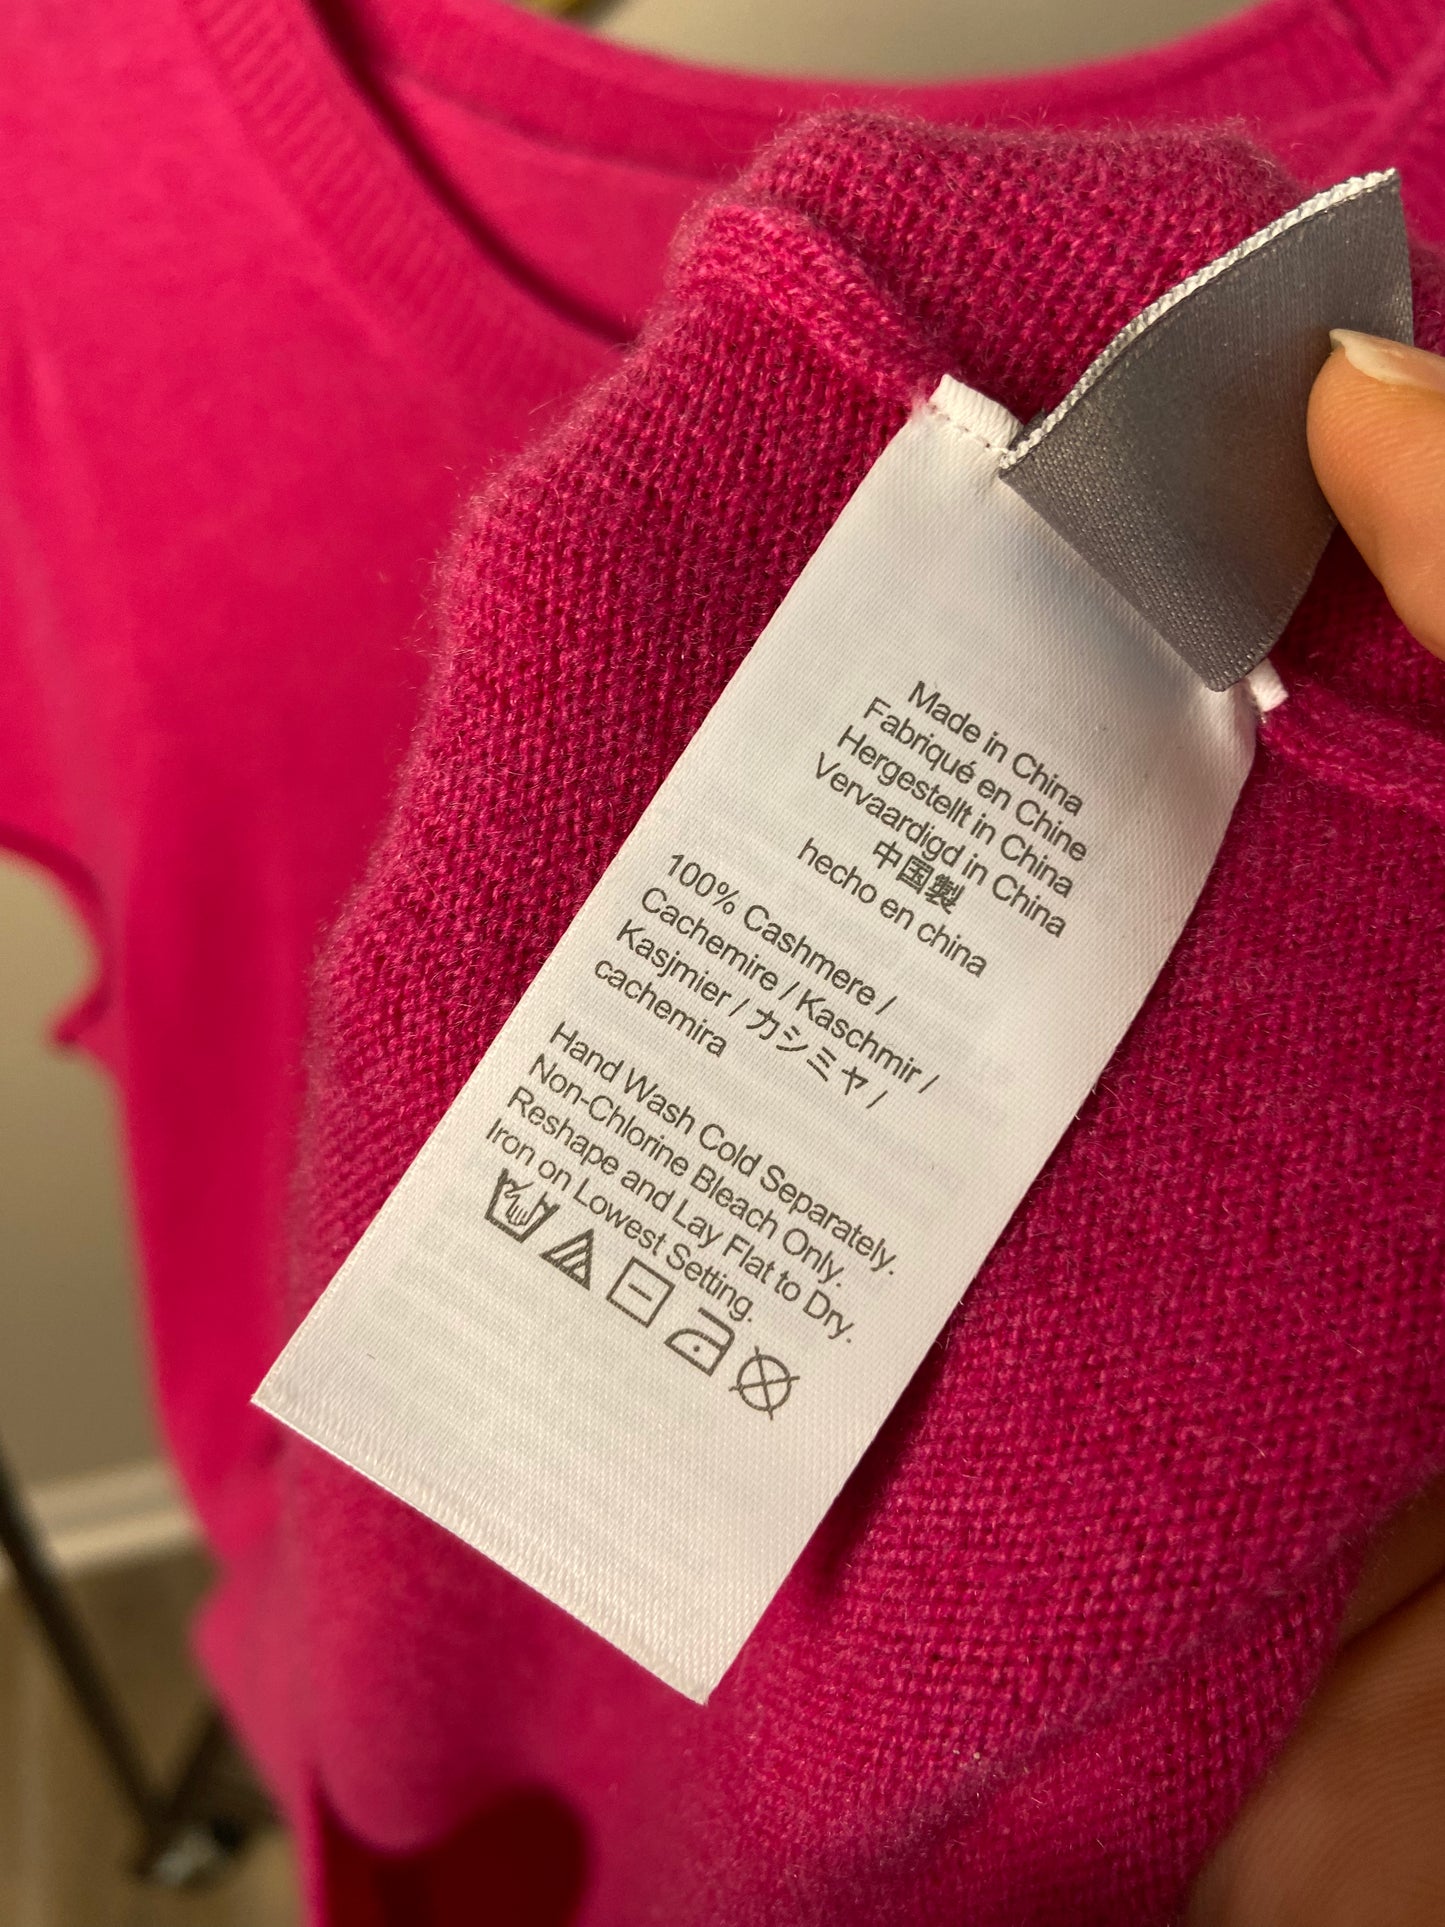 Made in China
Fabriqué en Chine
Hergestellt in China
Vervaardigd in China
中国製
hecho en china
100% Cashmere /
Cachemire / Kaschmir /
Kasjmier / カシミヤ /
cachemira
Hand Wash Cold Separately.
Non-Chlorine Bleach Only.
Reshape and Lay Flat to Dry.
Iron on Lowest Setting.